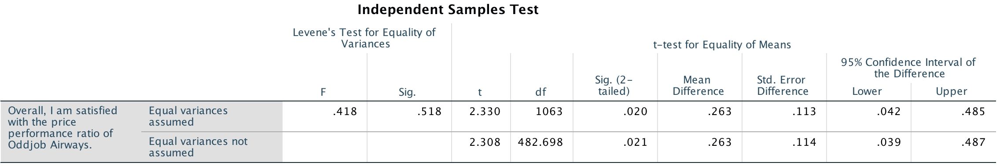 Independent Samples Test
Levene's Test for Equality of
Variances
t-test for Equality of Means
F
Sig.
t
df
Sig. (2-
tailed)
Mean
Difference
Std. Error
Difference
95% Confidence Interval of
the Difference
Lower
Upper
Overall, I am satisfied
with the price
performance ratio of
Oddjob Airways.
Equal variances
assumed
.418 .518 2.330 1063 .020 .263 .113 .042 .485
Equal variances not
assumed
2.308 482.698 .021 .263 .114 .039 .487